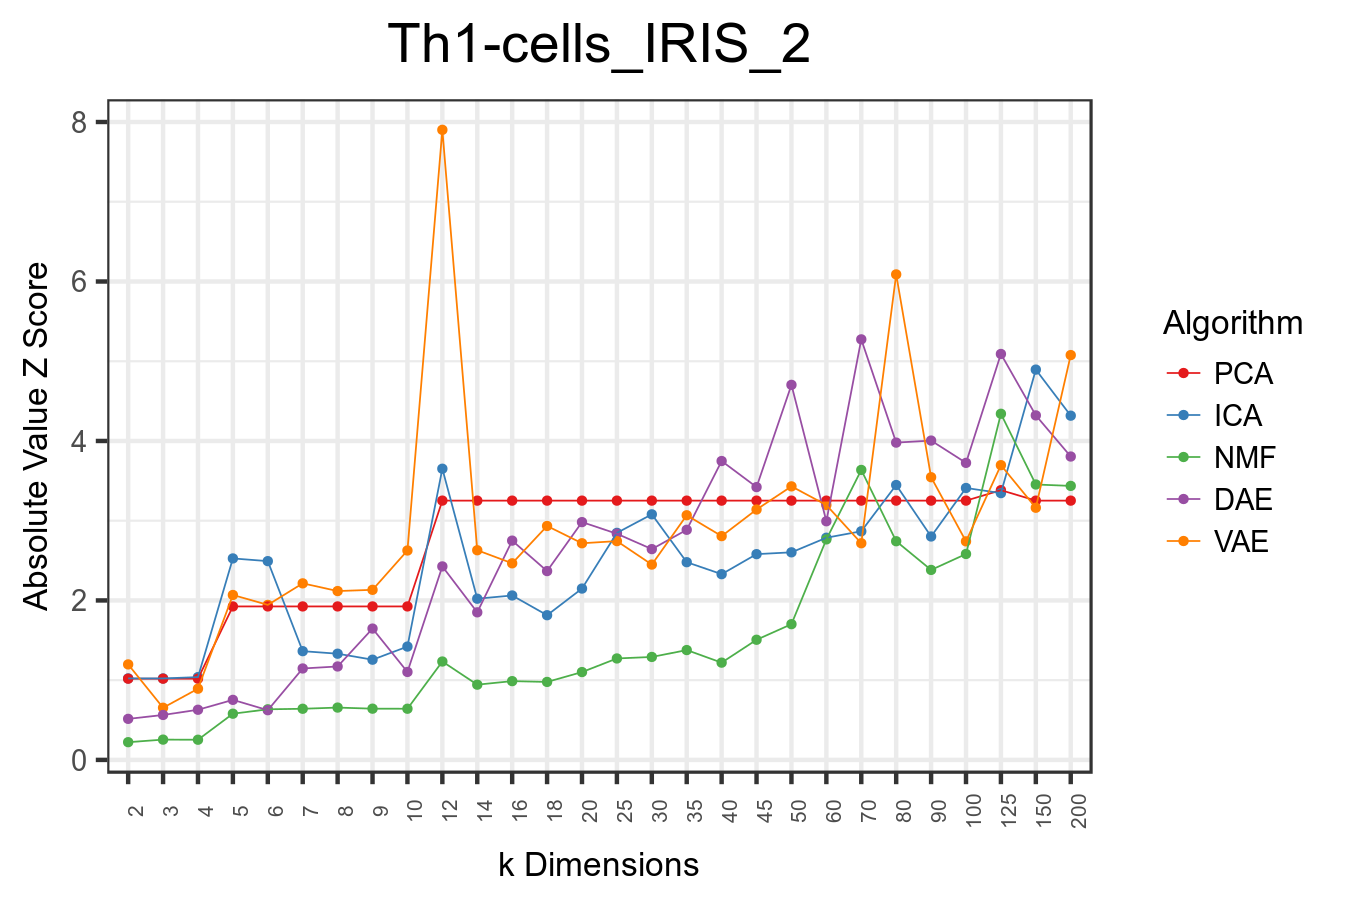 Th1-cells_IRIS_2
Absolute Value Z Score
8
6
4
2
0
2 3 4 5 6 7 8 9 10 12 14 16 18 20 25 30 35 40 45 50 60 70 80 90 100 125 150 200
k Dimensions
Algorithm
PCA
ICA
NMF
DAE
VAE